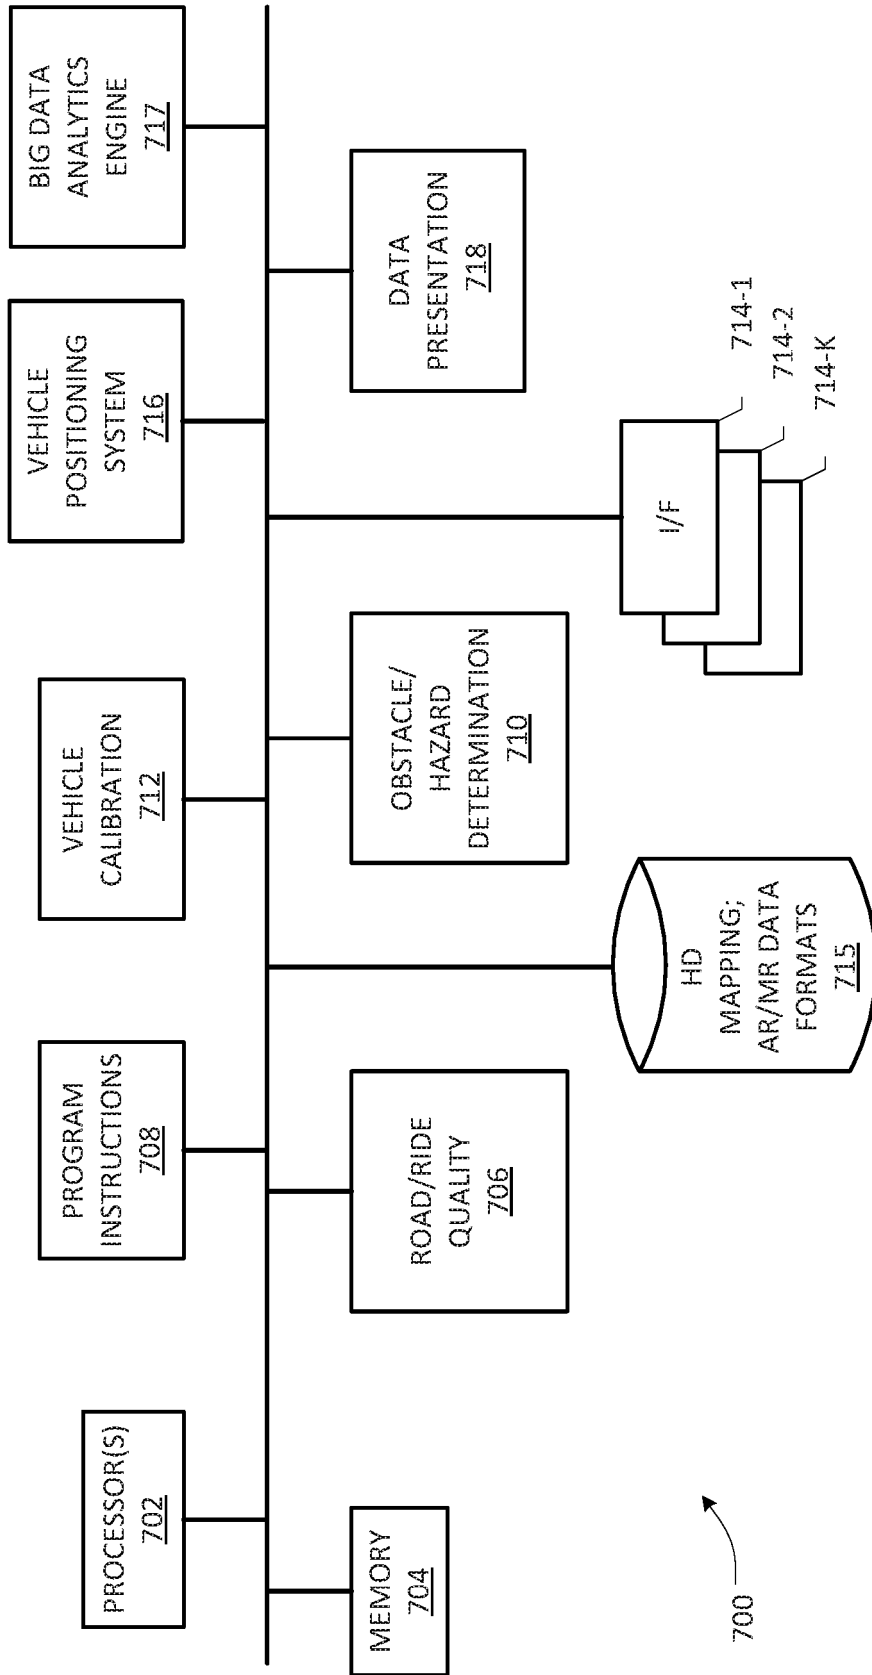 PROCESSOR(S)
702
PROGRAM
INSTRUCTIONS
708
VEHICLE
CALIBRATION
712
VEHICLE
POSITIONING
SYSTEM
716
BIG DATA
ANALYTICS
ENGINE
717
MEMORY
704
ROAD/RIDE
QUALITY
706
OBSTACLE/
HAZARD
DETERMINATION
710
DATA
PRESENTATION
718
HD
MAPPING;
AR/MR DATA
FORMATS
715
I/F
714-1
714-2
714-K
700